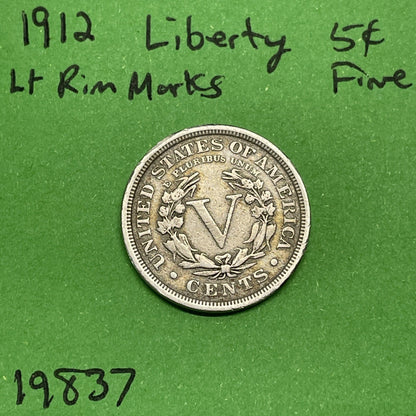 1912 Liberty 5¢
Lt Rim Marks Fine
UNITED STATES OF AMERICA
E PLURIBUS UNUM
V
CENTS
19837